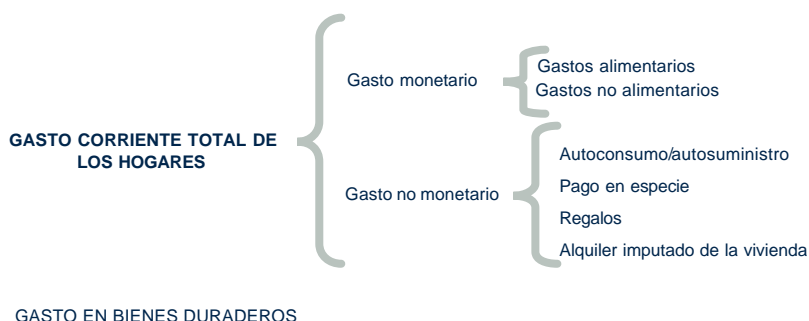 GASTO CORRIENTE TOTAL DE
LOS HOGARES
Gasto monetario
Gastos alimentarios
Gastos no alimentarios
Gasto no monetario
Autoconsumo/autosuministro
Pago en especie
Regalos
Alquiler imputado de la vivienda
GASTO EN BIENES DURADEROS